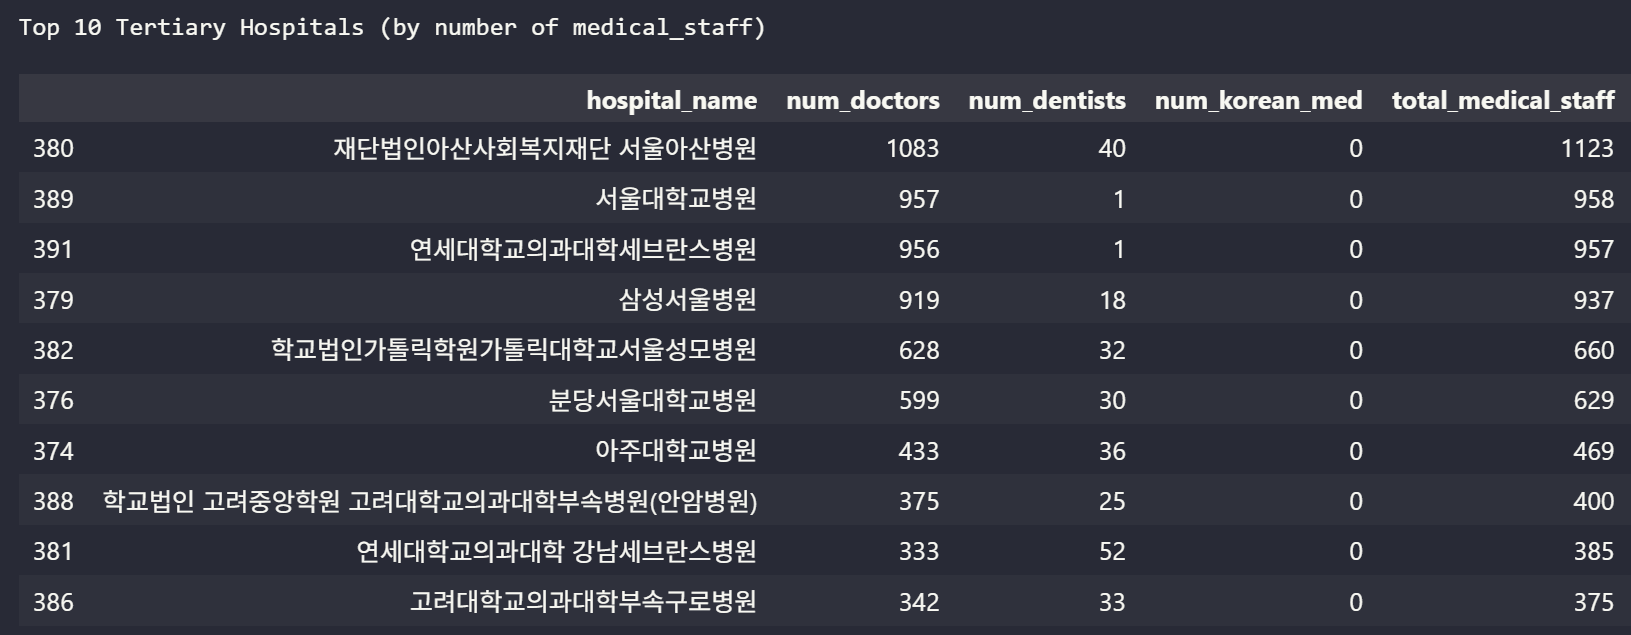 Top 10 Tertiary Hospitals (by number of medical_staff)
hospital_name num_doctors num_dentists num_korean_med total_medical_staff
380 재단법인아산사회복지재단 서울아산병원 1083 40 0 1123
389 서울대학교병원 957 1 0 958
391 연세대학교의과대학세브란스병원 956 1 0 957
379 삼성서울병원 919 18 0 937
382 학교법인가톨릭학원가톨릭대학교서울성모병원 628 32 0 660
376 분당서울대학교병원 599 30 0 629
374 아주대학교병원 433 36 0 469
388 학교법인 고려중앙학원 고려대학교의과대학부속병원(안암병원) 375 25 0 400
381 연세대학교의과대학 강남세브란스병원 333 52 0 385
386 고려대학교의과대학부속구로병원 342 33 0 375